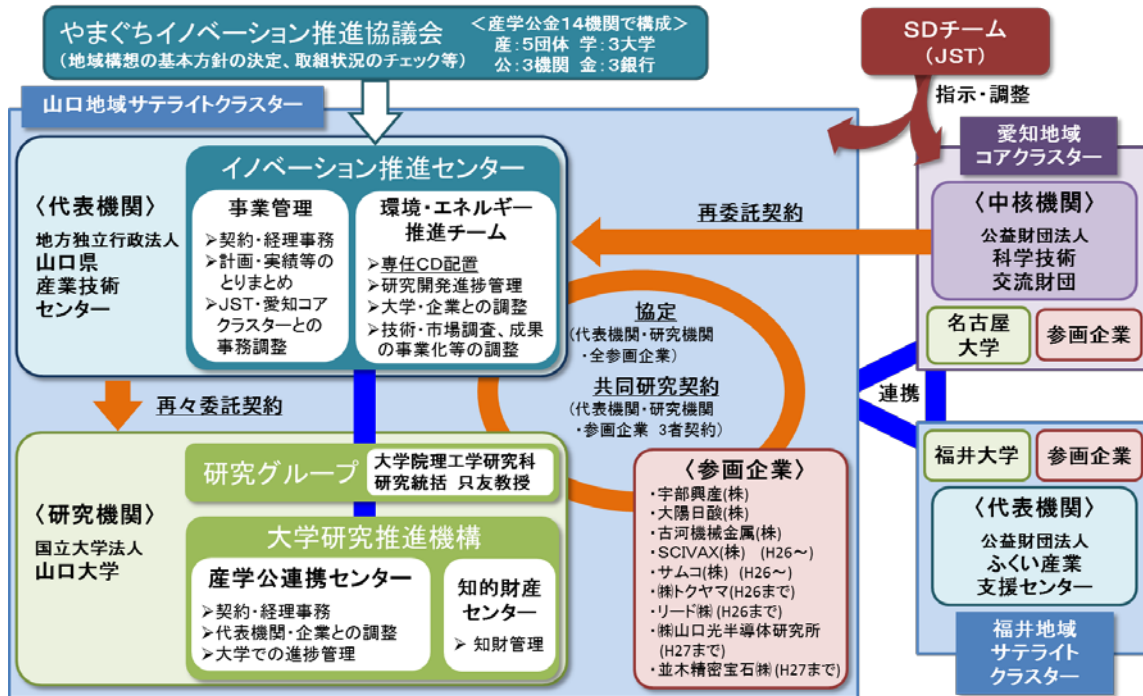 やまぐちイノベーション推進協議会
(地域構想の基本方針の決定、取組状況のチェック等)
＜産学公金14機関で構成＞
産：5団体 学：3大学
公：3機関 金：3銀行
SDチーム
(JST)
指示・調整
山口地域サテライトクラスター
〈代表機関〉
地方独立行政法人
山口県
産業技術
センター
イノベーション推進センター
事業管理
➢契約・経理事務
➢計画・実績等の
とりまとめ
➢JST・愛知コア
クラスターとの
事務調整
環境・エネルギー
推進チーム
➢専任CD配置
➢研究開発進捗管理
➢大学・企業との調整
➢技術・市場調査、成果
の事業化等の調整
再委託契約
協定
(代表機関・研究機関
・全参画企業)
共同研究契約
(代表機関・研究機関
・参画企業 3者契約)
再々委託契約
〈研究機関〉
国立大学法人
山口大学
研究グループ
大学院理工学研究科
研究統括 只友教授
大学研究推進機構
産学公連携センター
➢契約・経理事務
➢代表機関・企業との調整
➢大学での進捗管理
知的財産
センター
➢ 知財管理
〈参画企業〉
・宇部興産(株)
・大陽日酸(株)
・古河機械金属(株)
・SCIVAX(株) (H26～)
・サムコ(株) (H26～)
・㈱トクヤマ(H26まで)
・リード㈱(H26まで)
・㈱山口光半導体研究所
(H27まで)
・並木精密宝石㈱(H27まで)
愛知地域
コアクラスター
〈中核機関〉
公益財団法人
科学技術
交流財団
名古屋
大学
参画企業
連携
福井大学
参画企業
〈代表機関〉
公益財団法人
ふくい産業
支援センター
福井地域
サテライト
クラスター